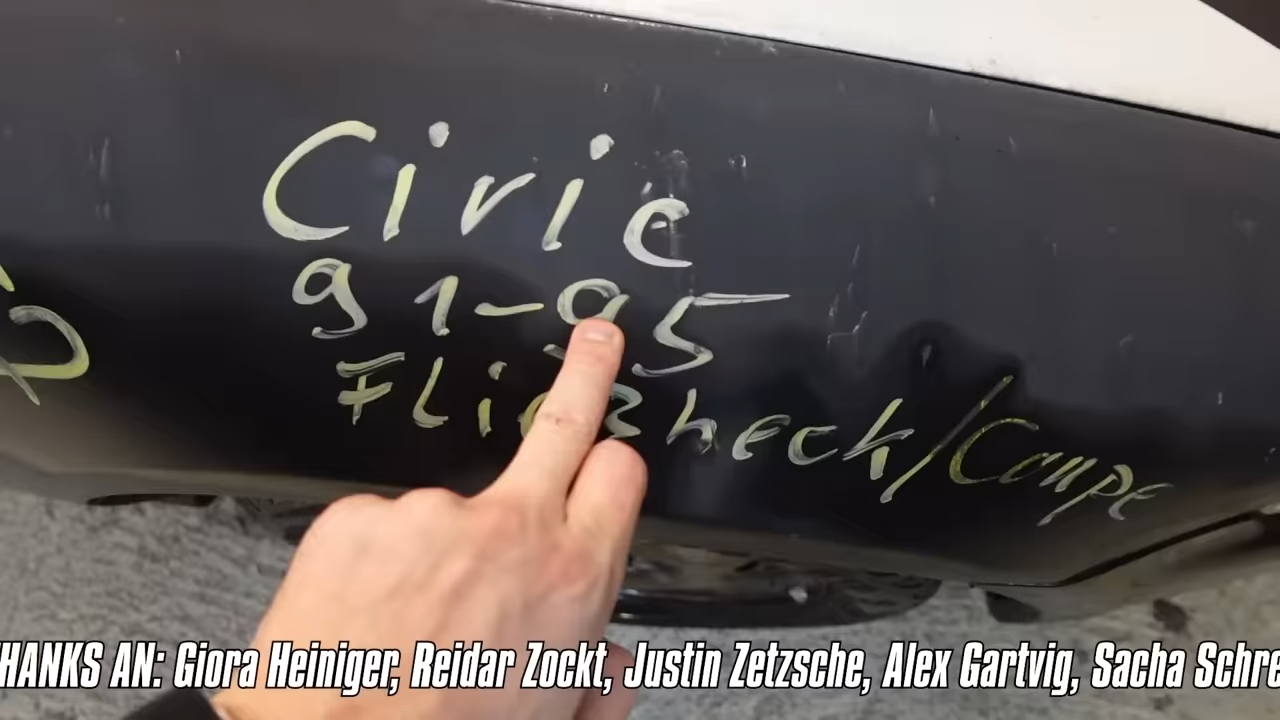 Civic
91-95
Fließheck/Coupe
HANKS AN: Giora Heiniger, Reidar Zockt, Justin Zetzsche, Alex Gartvig, Sacha Schre